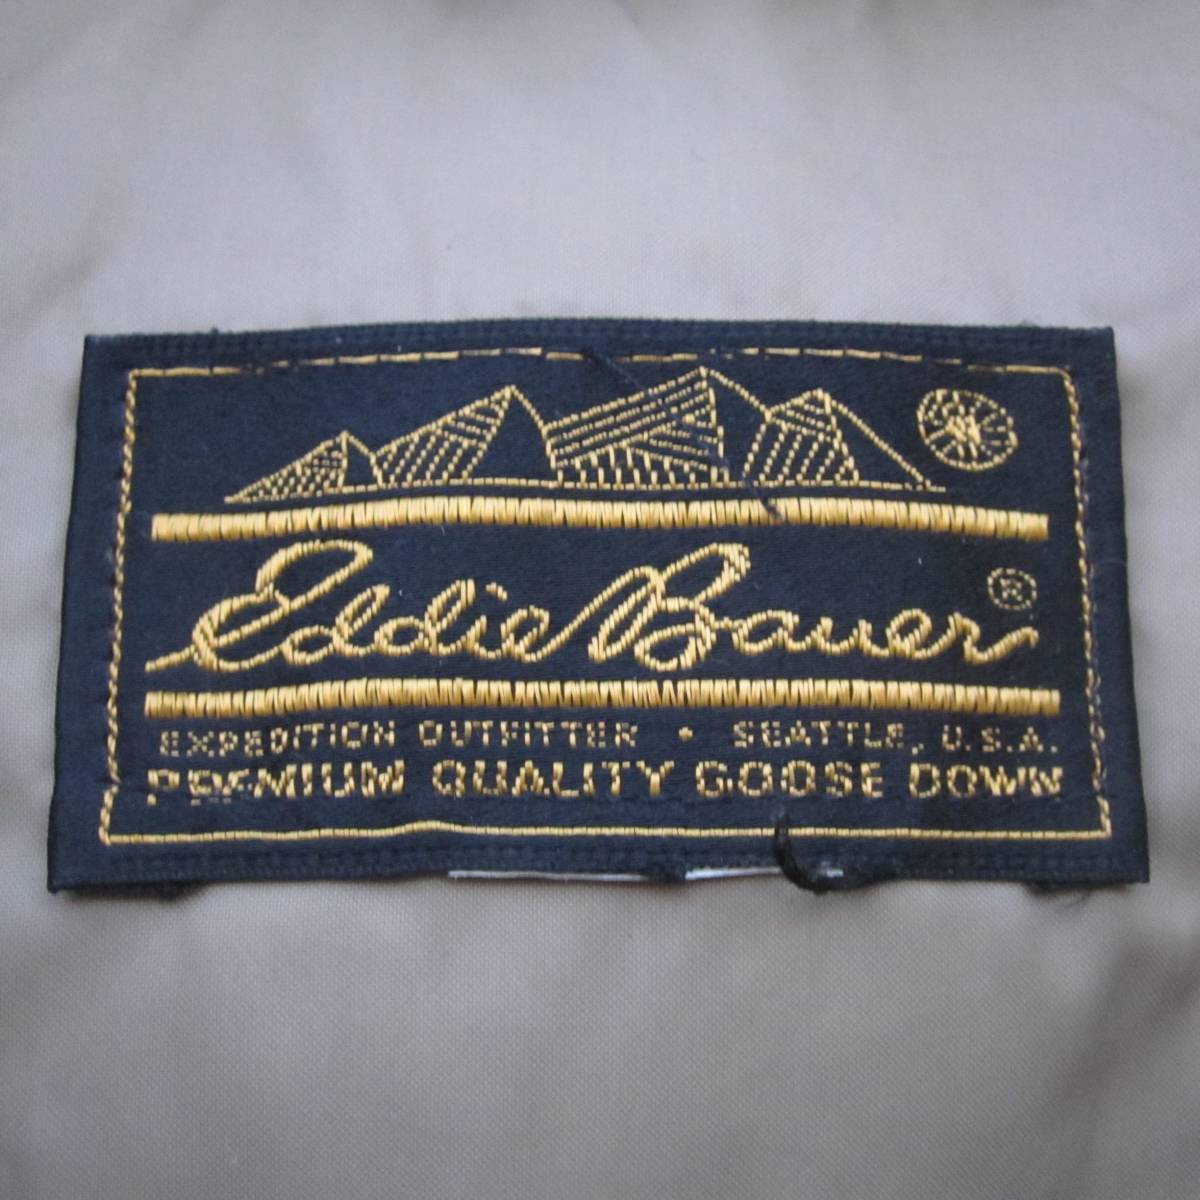 Eddie Bauer®
EXPEDITION OUTFITTER • SEATTLE, U.S.A.
PREMIUM QUALITY GOOSE DOWN